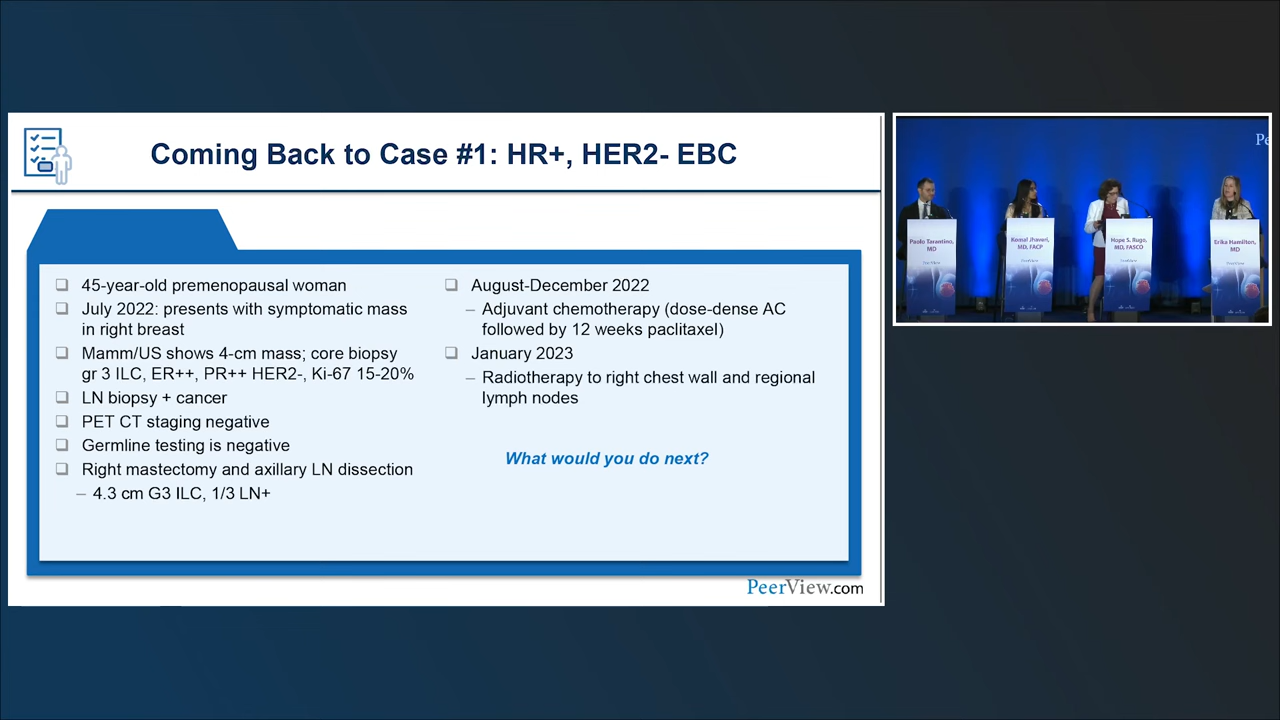 Coming Back to Case #1: HR+, HER2- EBC
45-year-old premenopausal woman
July 2022: presents with symptomatic mass
in right breast
Mamm/US shows 4-cm mass; core biopsy
gr 3 ILC, ER++, PR++ HER2-, Ki-67 15-20%
LN biopsy + cancer
PET CT staging negative
Germline testing is negative
Right mastectomy and axillary LN dissection
– 4.3 cm G3 ILC, 1/3 LN+
August-December 2022
– Adjuvant chemotherapy (dose-dense AC
followed by 12 weeks paclitaxel)
January 2023
– Radiotherapy to right chest wall and regional
lymph nodes
What would you do next?
PeerView.com
Pe
Paolo Tarantino,
MD
Komal Jhaveri,
MD, FACP
Hope S. Rugo,
MD, FASCO
Erika Hamilton,
MD